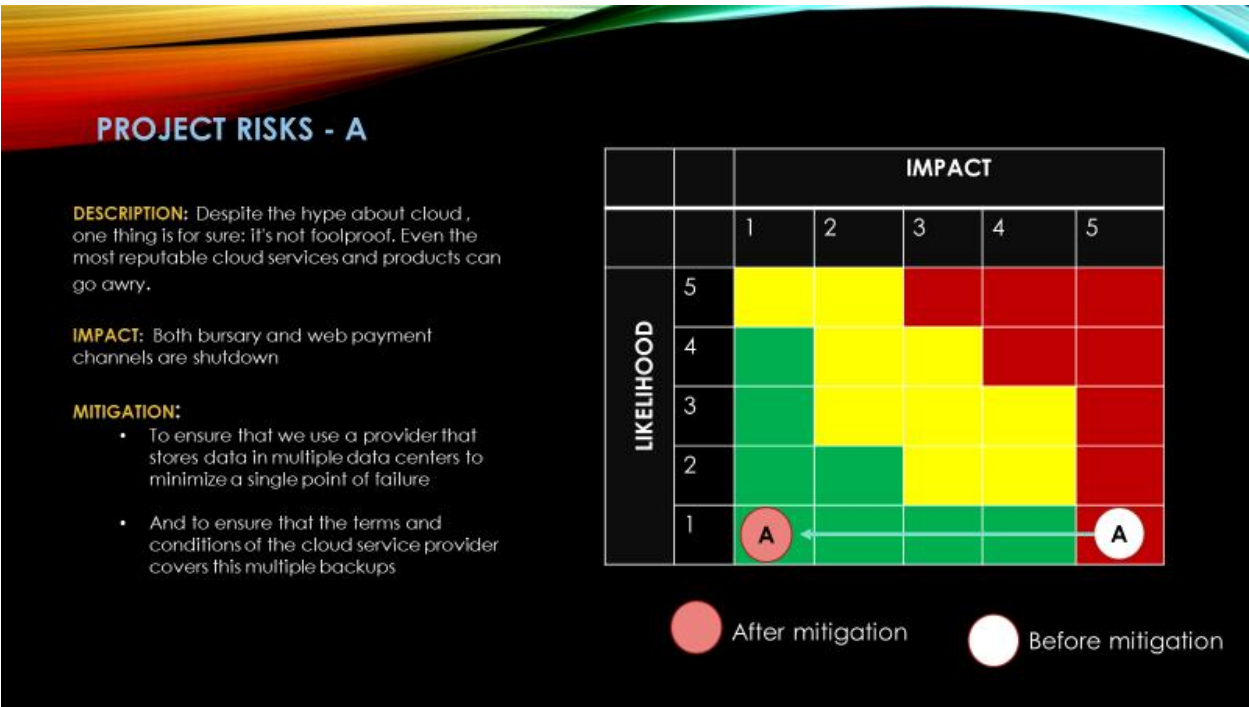 PROJECT RISKS - A
DESCRIPTION: Despite the hype about cloud ,
one thing is for sure: it's not foolproof. Even the
most reputable cloud services and products can
go awry.
IMPACT: Both bursary and web payment
channels are shutdown
MITIGATION:
• To ensure that we use a provider that
stores data in multiple data centers to
minimize a single point of failure
• And to ensure that the terms and
conditions of the cloud service provider
covers this multiple backups
IMPACT
1 2 3 4 5
LIKELIHOOD
5
4
3
2
1
A A
After mitigation
Before mitigation